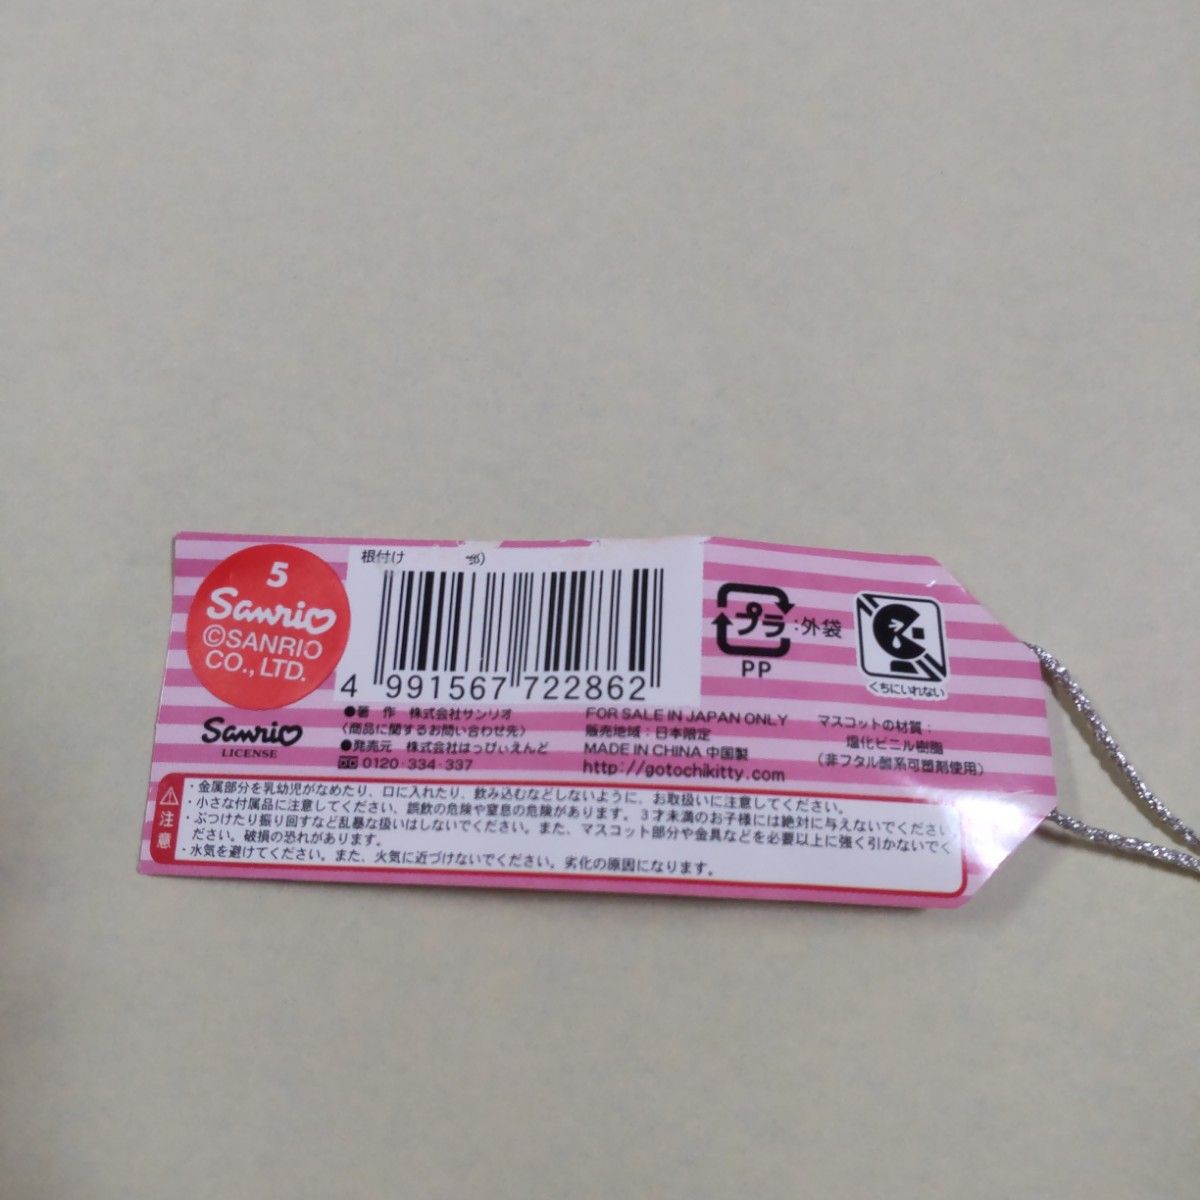 5
Sanrio
©SANRIO
CO., LTD.
根付け 部)
4 991567 722862
プラ :外袋
PP
くちにいれない
Sanrio
LICENSE
●著 作 株式会社サンリオ
〈商品に関するお問い合わせ先〉
●発売元 株式会社はっぴぃえんど
0120-334-337
FOR SALE IN JAPAN ONLY
販売地域:日本限定
MADE IN CHINA 中国製
http://gotochikitty.com
マスコットの材質:
塩化ビニル樹脂
(非フタル酸系可塑剤使用)
注意
・金属部分を乳幼児がなめたり、口に入れたり、飲み込むなどしないように、お取扱いに注意してください。
・小さな付属品に注意してください、誤飲の危険や窒息の危険があります。3才未満のお子様には絶対に与えないでください。
・ぶつけたり振り回すなど乱暴な扱いはしないでください。また、マスコット部分や金具などを必要以上に強く引かないでく
ださい。破損の恐れがあります。
・水気を避けてください。また、火気に近づけないでください。劣化の原因になります。